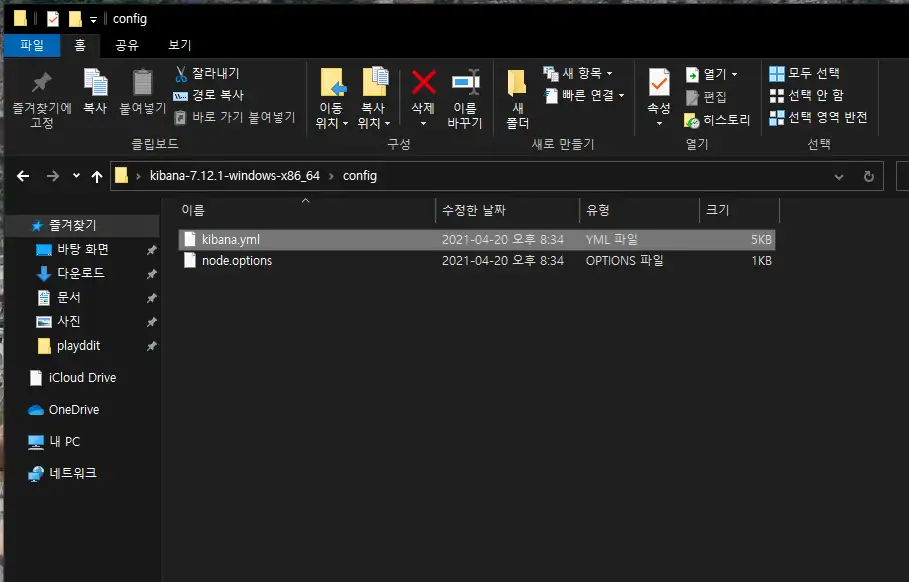 config
파일 홈 공유 보기
즐겨찾기에 고정
복사
붙여넣기
잘라내기
경로 복사
바로 가기 붙여넣기
클립보드
이동 위치
복사 위치
삭제
이름 바꾸기
구성
새 폴더
새 항목
빠른 연결
새로 만들기
속성
열기
편집
히스토리
열기
모두 선택
선택 안 함
선택 영역 반전
선택
kibana-7.12.1-windows-x86_64 > config
이름 수정한 날짜 유형 크기
kibana.yml 2021-04-20 오후 8:34 YML 파일 5KB
node.options 2021-04-20 오후 8:34 OPTIONS 파일 1KB
즐겨찾기
바탕 화면
다운로드
문서
사진
playddit
iCloud Drive
OneDrive
내 PC
네트워크